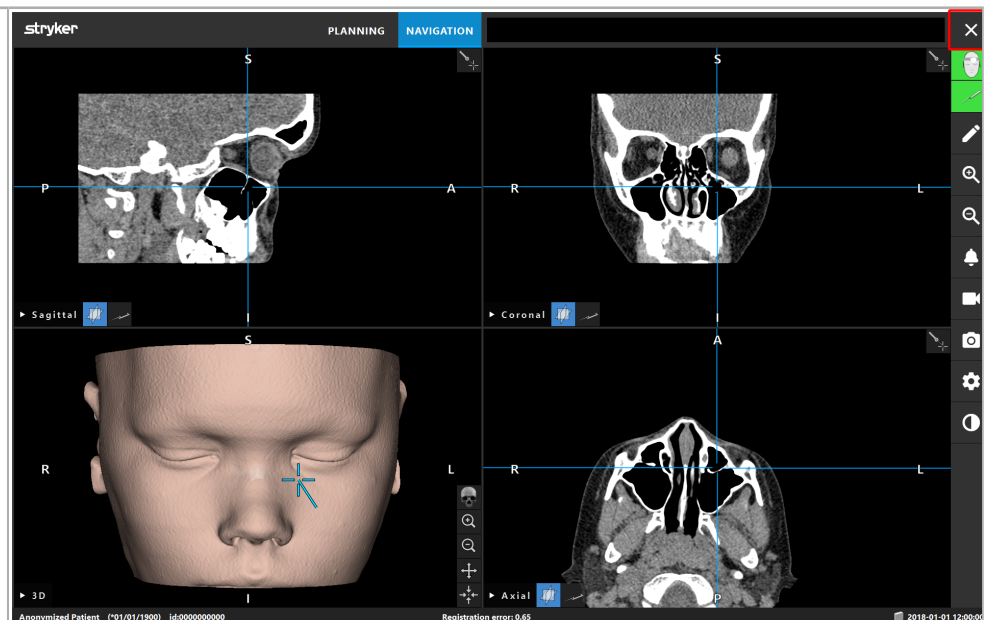 stryker
PLANNING NAVIGATION
S
P A
Sagittal
I
S
R L
Coronal
I
S
R L
3D
I
A
R L
Axial P
Anonymized Patient (*01/01/1900) id:0000000000 Registration error: 0.65 2018-01-01 12:00:00